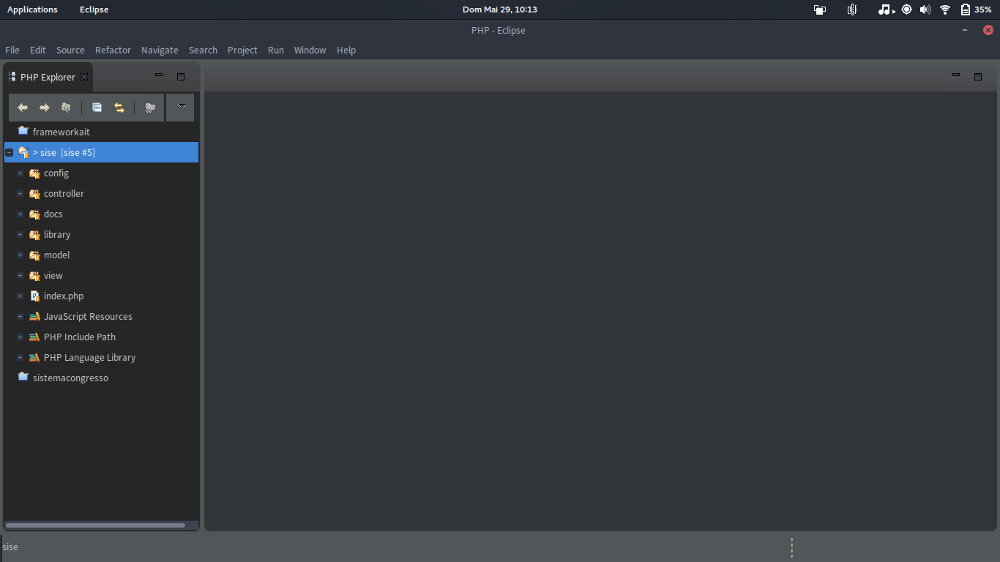 Applications Eclipse Dom Mai 29, 10:13 35%
PHP - Eclipse
File Edit Source Refactor Navigate Search Project Run Window Help
PHP Explorer
frameworkait
> sise [sise #5]
config
controller
docs
library
model
view
index.php
JavaScript Resources
PHP Include Path
PHP Language Library
sistemacongresso
sise